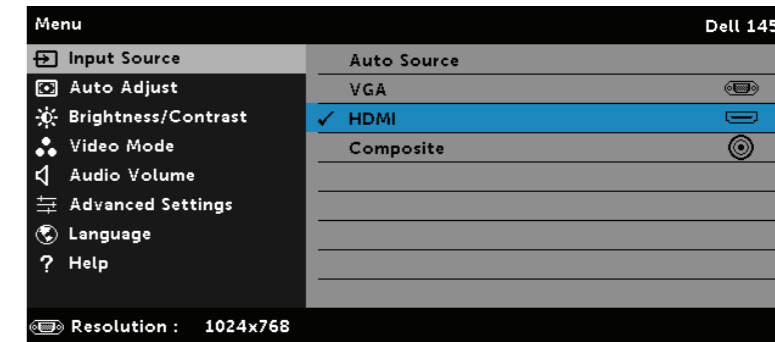 Menu Dell 145
Input Source
Auto Adjust
Brightness/Contrast
Video Mode
Audio Volume
Advanced Settings
Language
? Help
Auto Source
VGA
✓ HDMI
Composite
Resolution : 1024x768